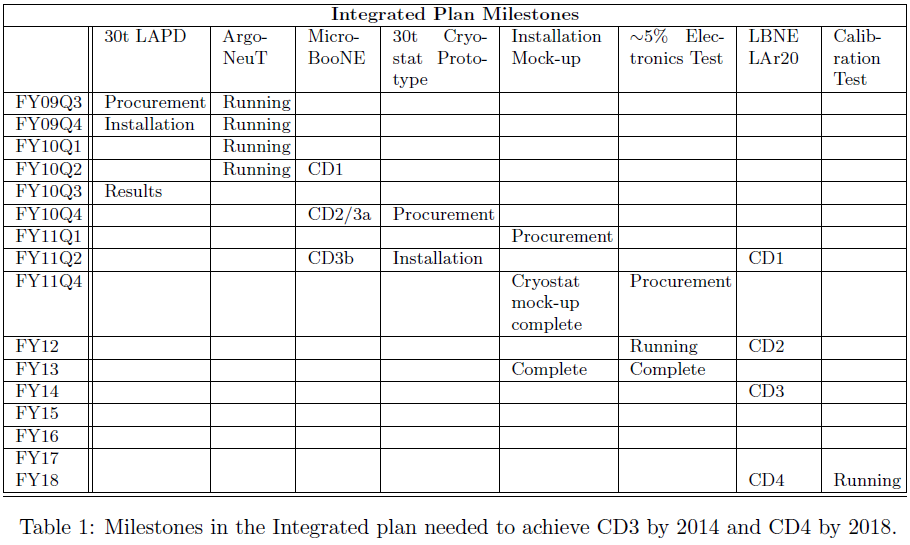 Integrated Plan Milestones
30t LAPD Argo- Micro- 30t Cryo- Installation ~5% Elec- LBNE Calib-
NeuT BooNE stat Proto- Mock-up tronics Test LAr20 ration
type Test
FY09Q3 Procurement Running
FY09Q4 Installation Running
FY10Q1 Running
FY10Q2 Running CD1
FY10Q3 Results
FY10Q4 CD2/3a Procurement
FY11Q1 Procurement
FY11Q2 CD3b Installation CD1
FY11Q4 Cryostat Procurement
mock-up
complete
FY12 Running CD2
FY13 Complete Complete
FY14 CD3
FY15
FY16
FY17
FY18 CD4 Running
Table 1: Milestones in the Integrated plan needed to achieve CD3 by 2014 and CD4 by 2018.